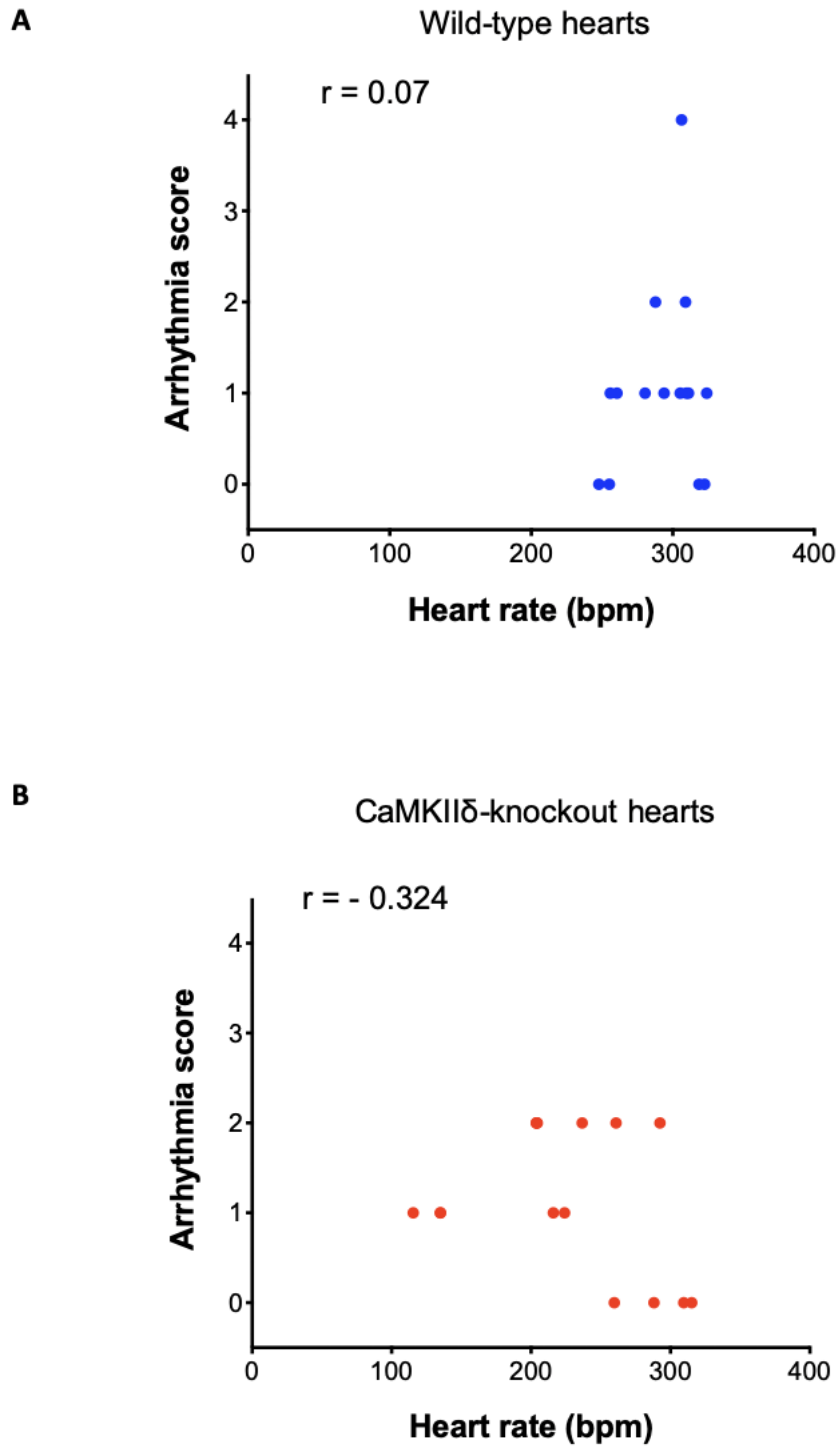 A
Wild-type hearts
r = 0.07
Arrhythmia score
4
3
2
1
0
0 100 200 300 400
Heart rate (bpm)
B
CaMKIIδ-knockout hearts
r = - 0.324
Arrhythmia score
4
3
2
1
0
0 100 200 300 400
Heart rate (bpm)